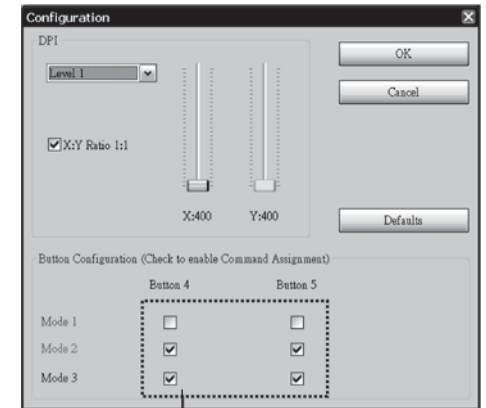 Configuration
DPI
Level 1
X:Y Ratio 1:1
X:400 Y:400
OK
Cancel
Defaults
Button Configuration (Check to enable Command Assignment)
Button 4 Button 5
Mode 1
Mode 2
Mode 3